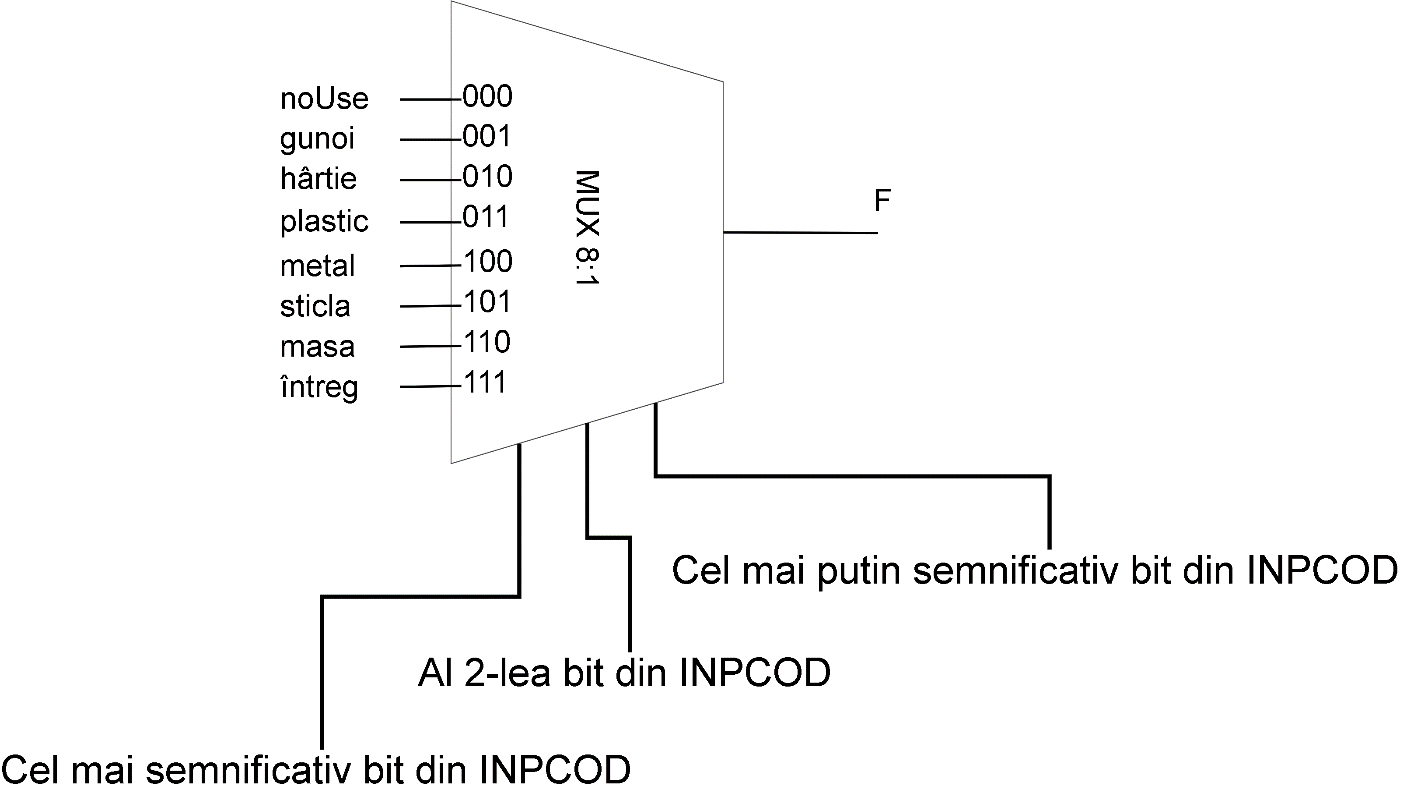 noUse 000
gunoi 001
hârtie 010
plastic 011
metal 100
sticla 101
masa 110
întreg 111
MUX 8:1
F
Cel mai putin semnificativ bit din INPCOD
Al 2-lea bit din INPCOD
Cel mai semnificativ bit din INPCOD